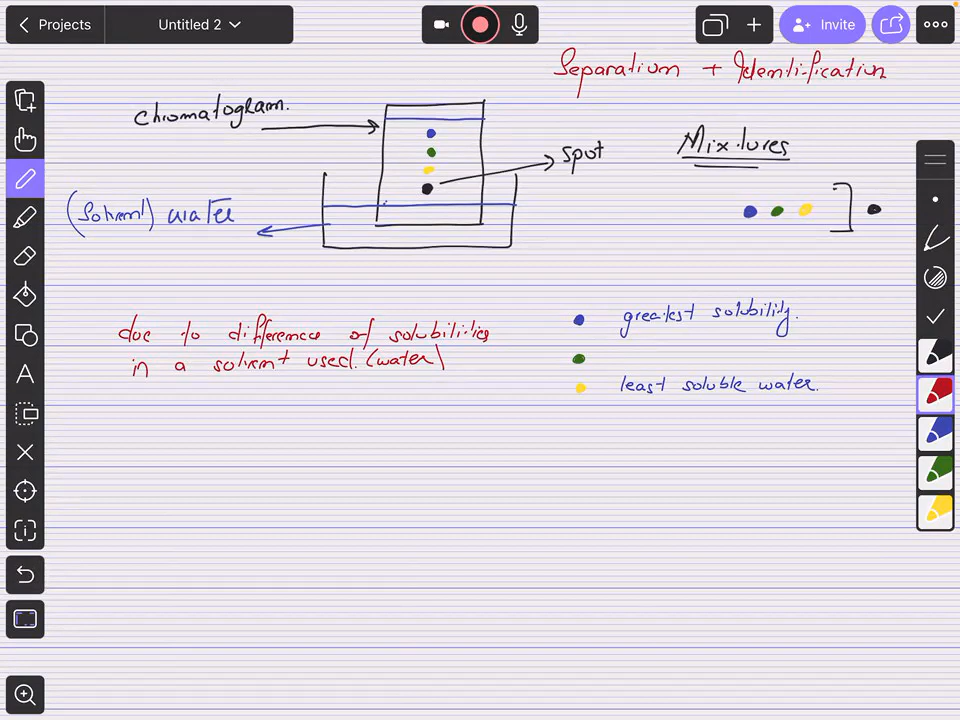 Projects
Untitled 2
Invite
Separation + Identification
chromatogram.
spot
Mixtures
(Solvent) water
due to difference of solubilities
in a solvent used. (water)
greatest solubility.
least soluble water.